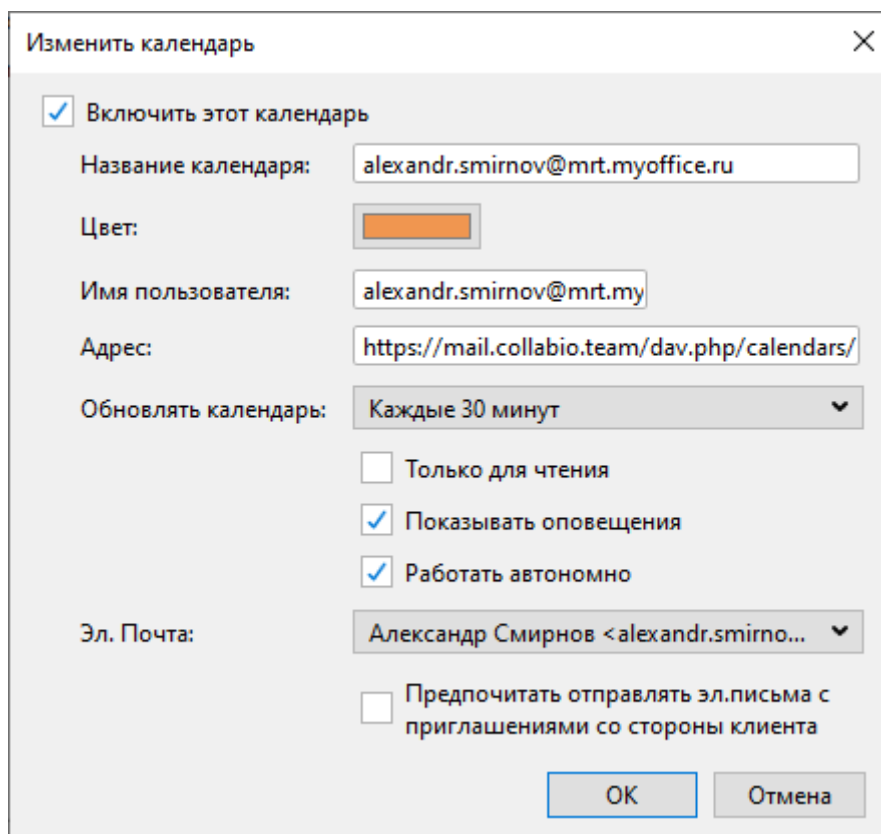 Изменить календарь
Включить этот календарь
Название календаря: alexandr.smirnov@mrt.myoffice.ru
Цвет:
Имя пользователя: alexandr.smirnov@mrt.my
Адрес: https://mail.collabio.team/dav.php/calendars/
Обновлять календарь: Каждые 30 минут
Только для чтения
Показывать оповещения
Работать автономно
Эл. Почта: Александр Смирнов <alexandr.smirno...
Предпочитать отправлять эл.письма с
приглашениями со стороны клиента
ОК Отмена